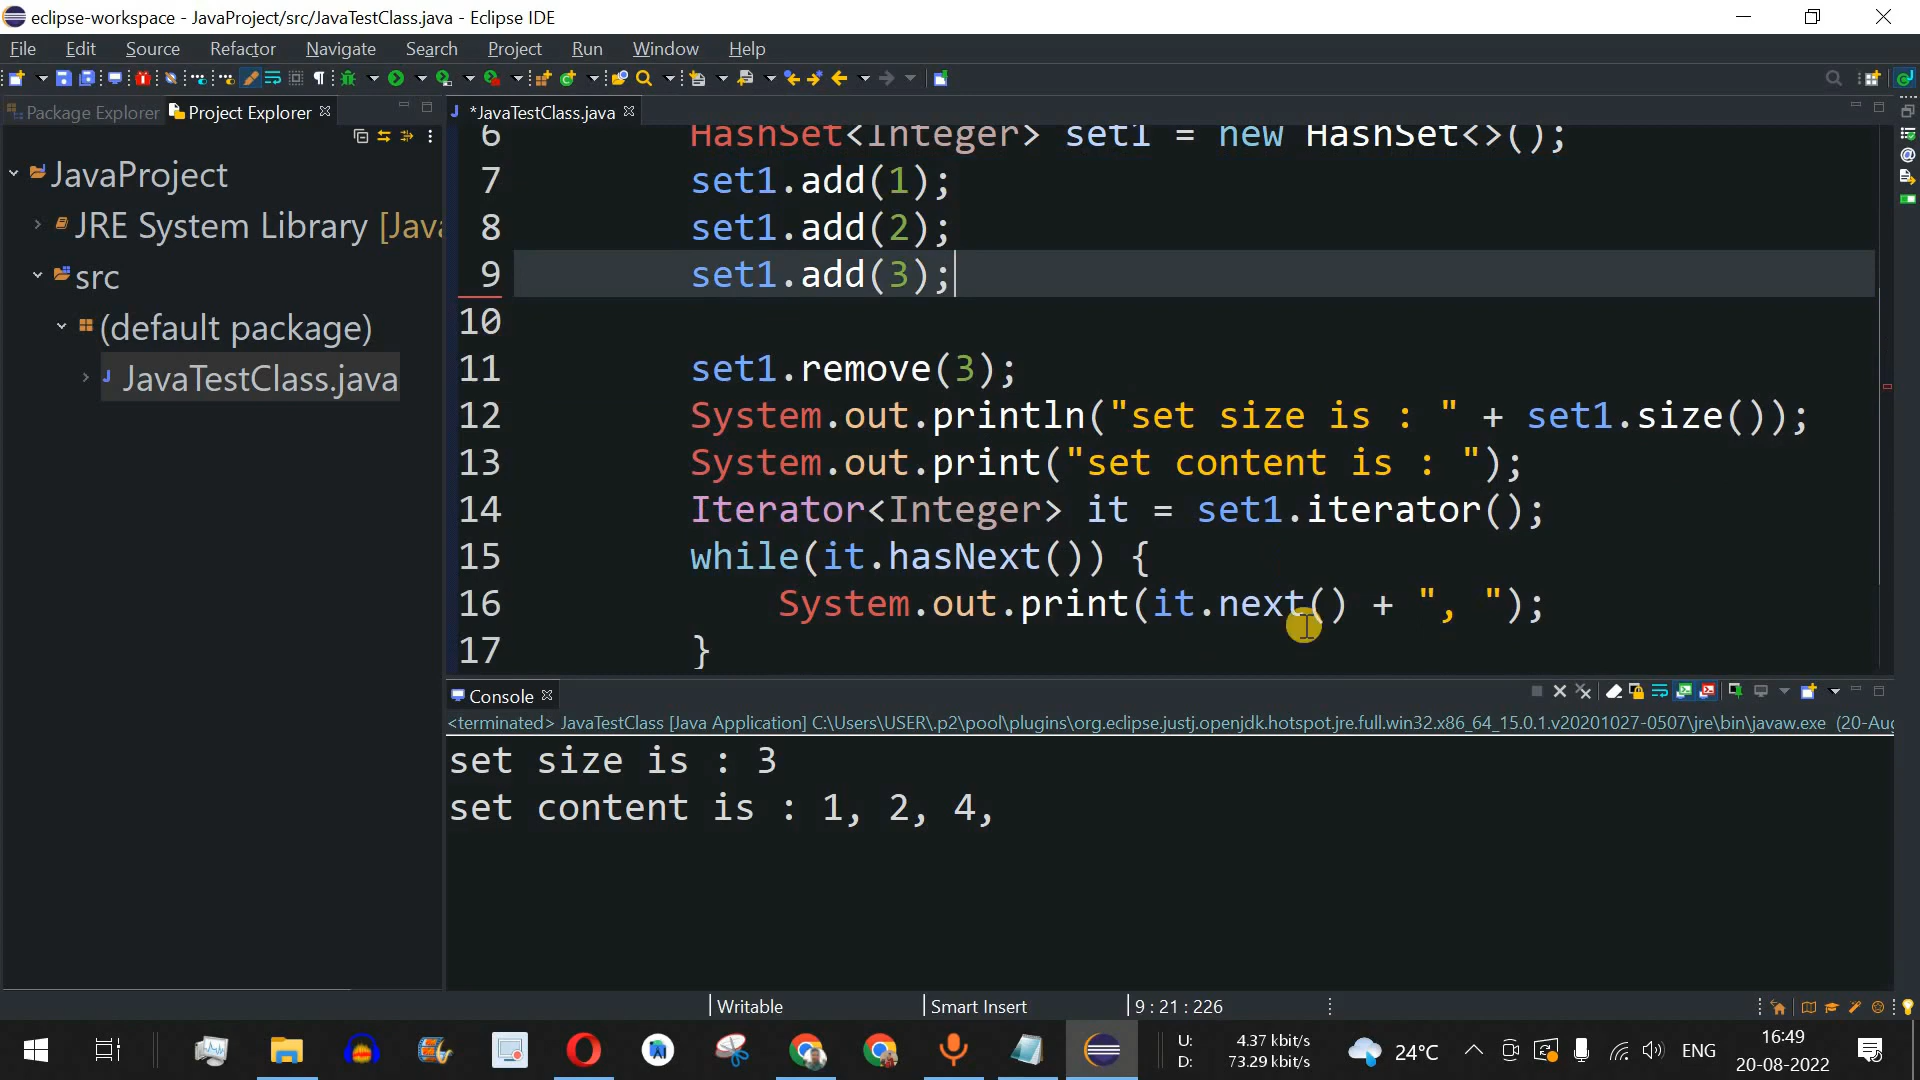 eclipse-workspace - JavaProject/src/JavaTestClass.java - Eclipse IDE
File Edit Source Refactor Navigate Search Project Run Window Help
Package Explorer Project Explorer *JavaTestClass.java
JavaProject
JRE System Library [Java
src
(default package)
JavaTestClass.java
6 HashSet<Integer> set1 = new HashSet<>();
7 set1.add(1);
8 set1.add(2);
9 set1.add(3);
10
11 set1.remove(3);
12 System.out.println("set size is : " + set1.size());
13 System.out.print("set content is : ");
14 Iterator<Integer> it = set1.iterator();
15 while(it.hasNext()) {
16 System.out.print(it.next() + ", ");
17 }
Console
<terminated> JavaTestClass [Java Application] C:\Users\USER\.p2\pool\plugins\org.eclipse.justj.openjdk.hotspot.jre.full.win32.x86_64_15.0.1.v20201027-0507\jre\bin\javaw.exe (20-Aug
set size is : 3
set content is : 1, 2, 4,
Writable Smart Insert 9 : 21 : 226
U: 4.37 kbit/s
D: 73.29 kbit/s
24°C
ENG
16:49
20-08-2022